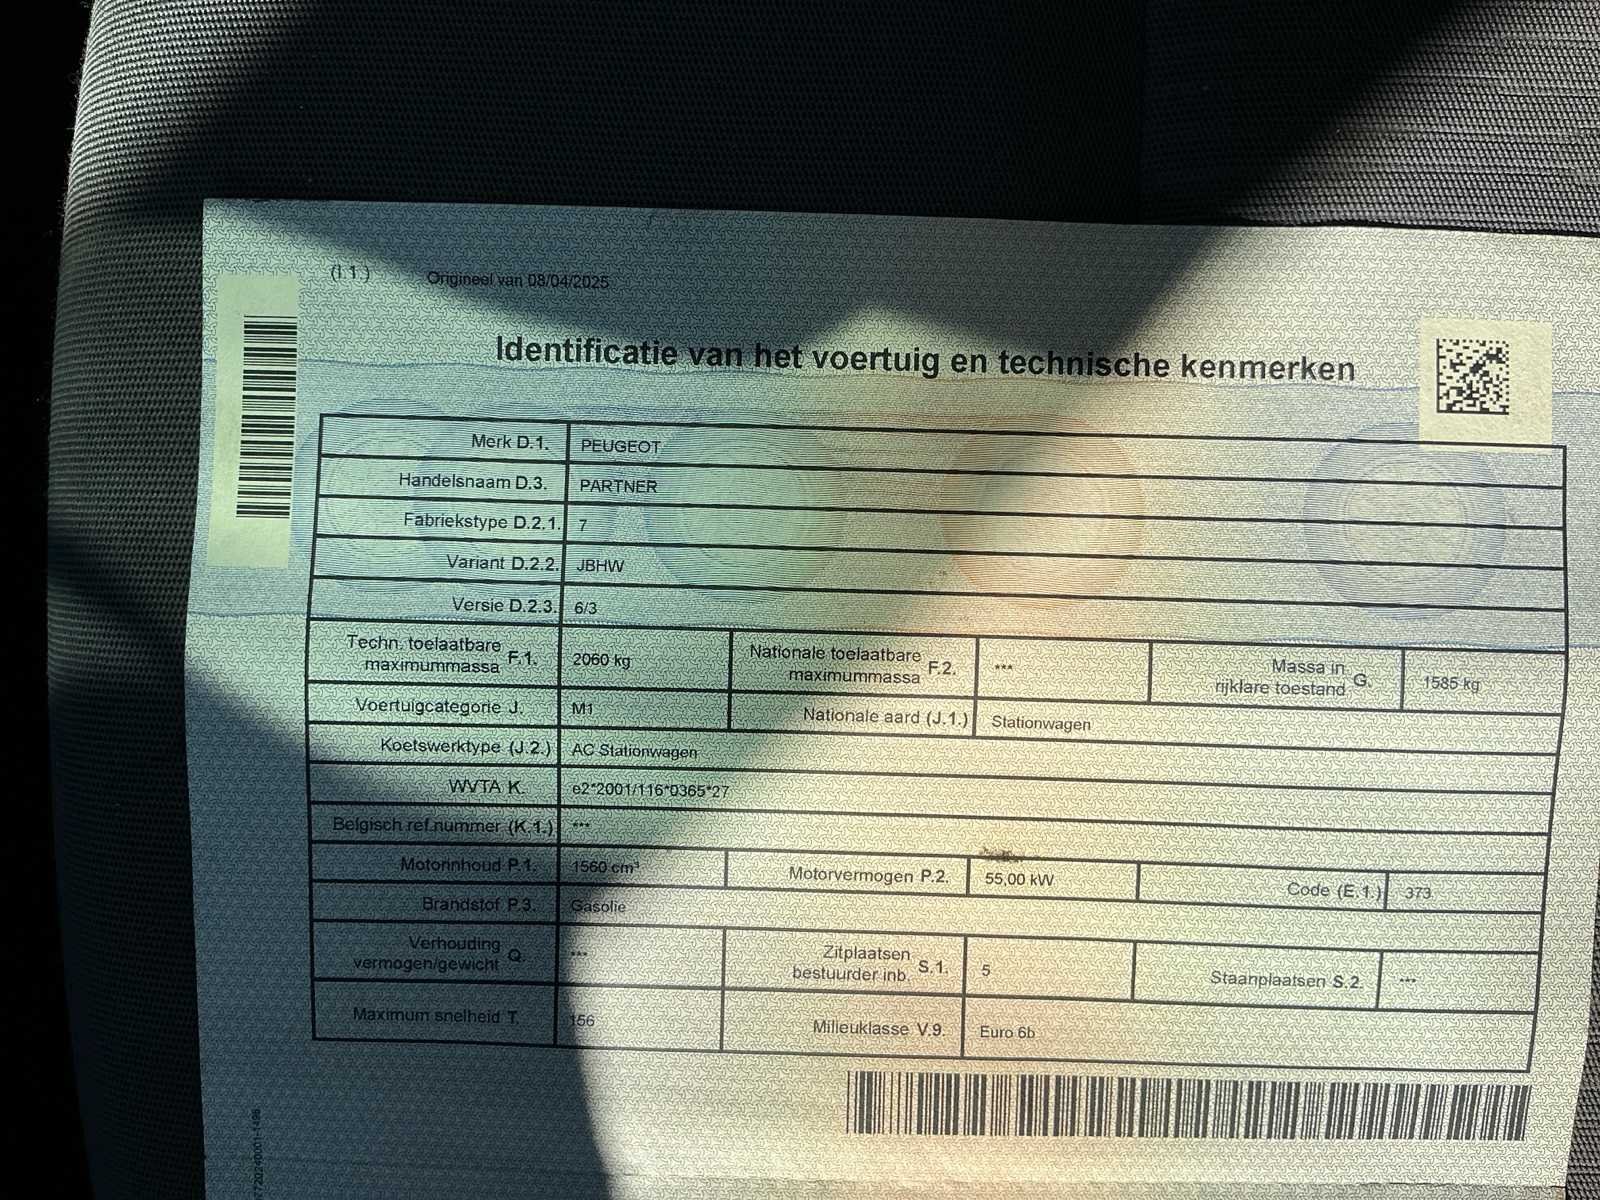 (I.1.) Origineel van 08/04/2025
Identificatie van het voertuig en technische kenmerken
Merk D.1. PEUGEOT
Handelsnaam D.3. PARTNER
Fabriekstype D.2.1. 7
Variant D.2.2. JBHW
Versie D.2.3. 6/3
Techn. toelaatbare maximummassa F.1. 2060 kg Nationale toelaatbare maximummassa F.2. *** Massa in rijklare toestand G. 1585 kg
Voertuigcategorie J. M1 Nationale aard (J.1.) Stationwagen
Koetswerktype (J.2.) AC Stationwagen
WVTA K. e2*2001/116*0365*27
Belgisch ref.nummer (K.1.) ***
Motorinhoud P.1. 1560 cm³ Motorvermogen P.2. 55,00 kW Code (E.1.) 373
Brandstof P.3. Gasolie
Verhouding vermogen/gewicht Q. *** Zitplaatsen bestuurder inb. S.1. 5 Staanplaatsen S.2. ***
Maximum snelheid T. 156 Milieuklasse V.9. Euro 6b